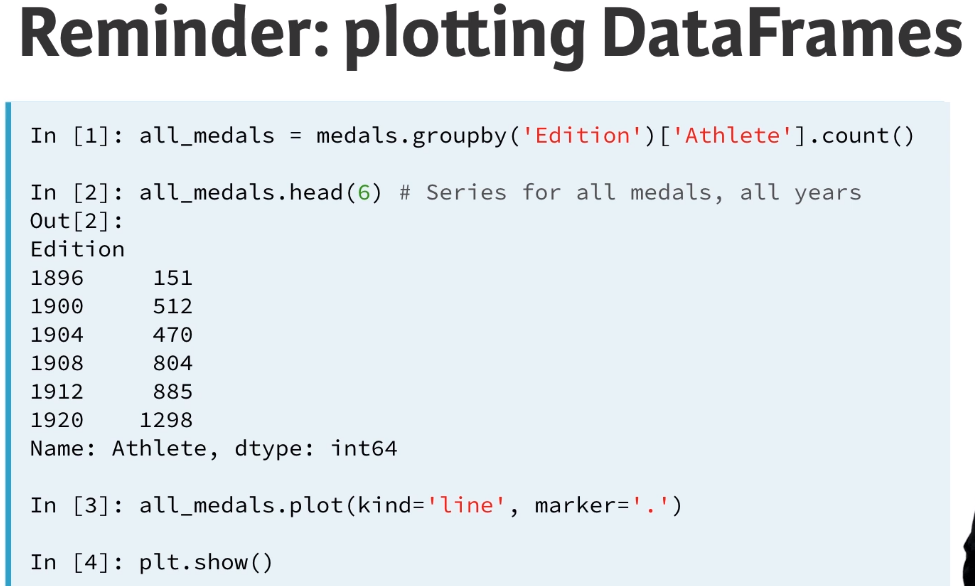 Reminder: plotting DataFrames
In [1]: all_medals = medals.groupby('Edition')['Athlete'].count()
In [2]: all_medals.head(6) # Series for all medals, all years
Out[2]:
Edition
1896     151
1900     512
1904     470
1908     804
1912     885
1920    1298
Name: Athlete, dtype: int64
In [3]: all_medals.plot(kind='line', marker='.')
In [4]: plt.show()